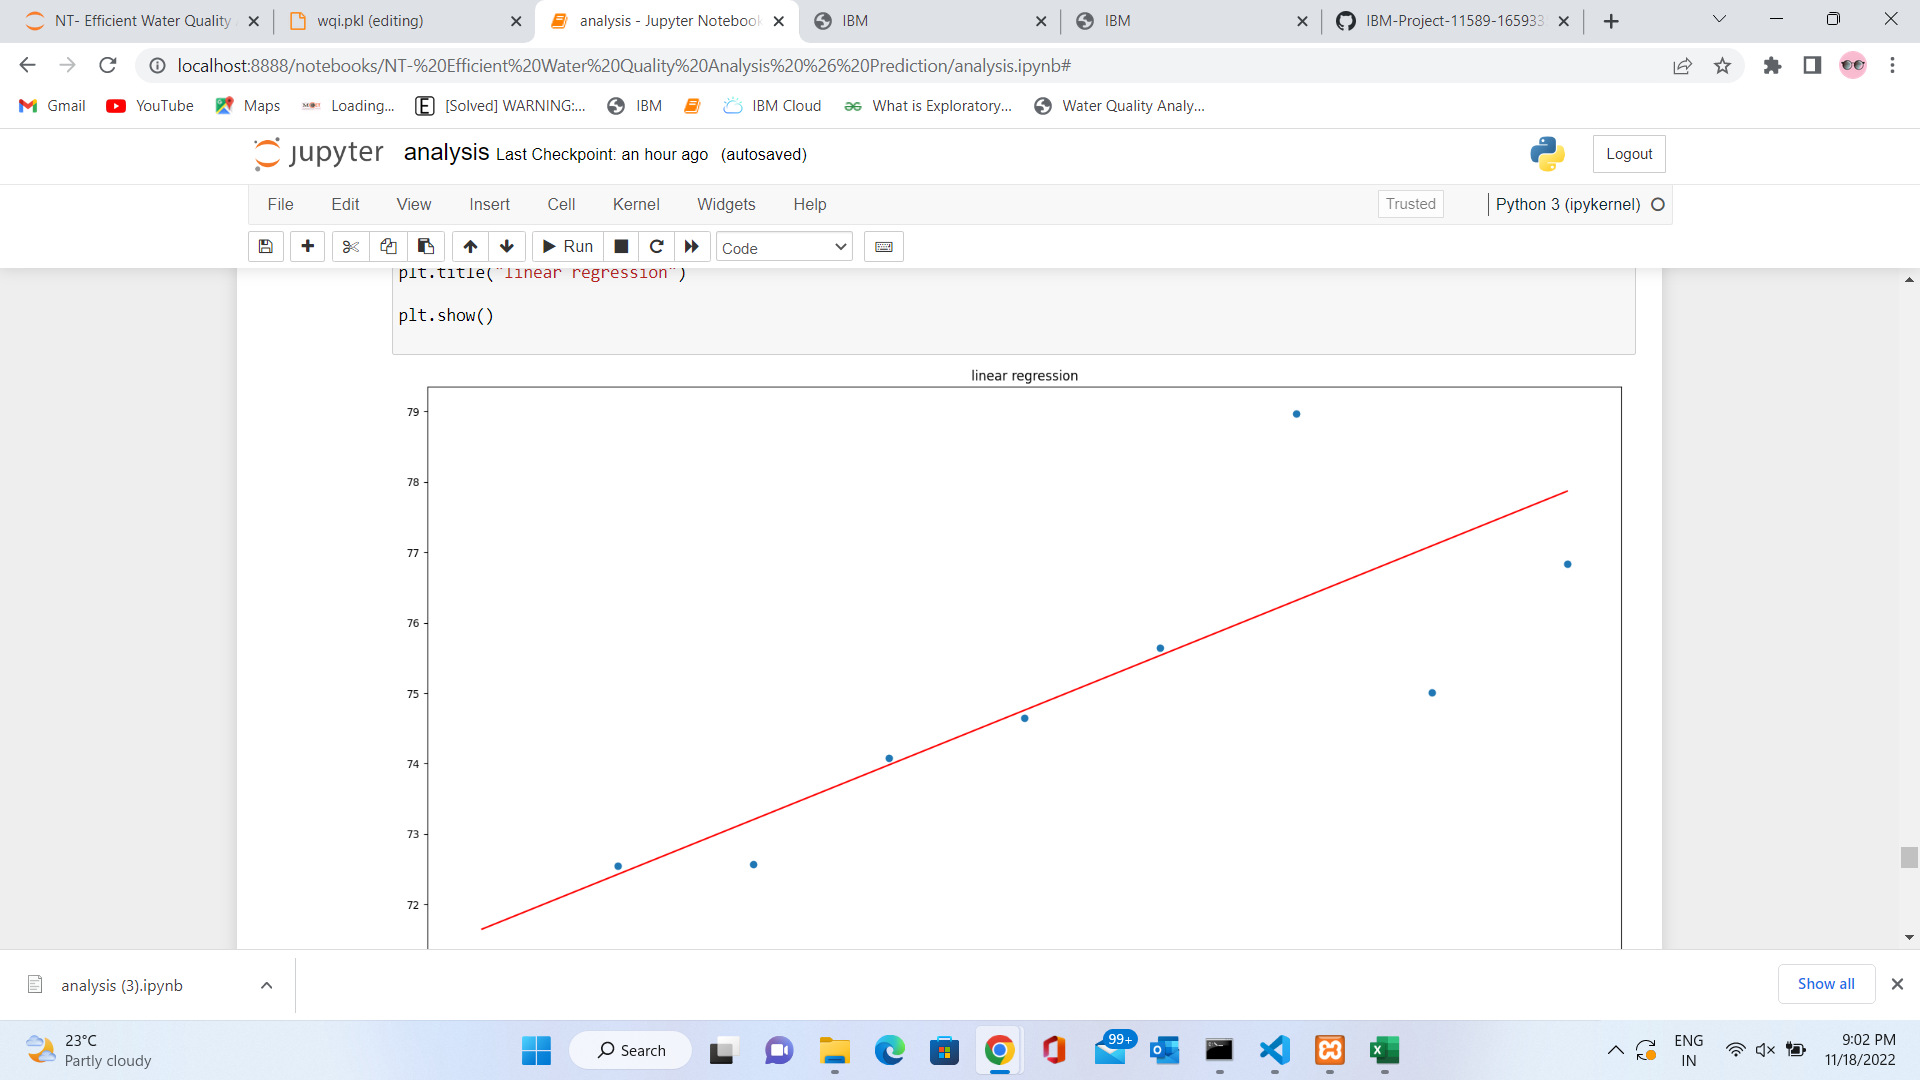 NT- Efficient Water Quality
wqi.pkl (editing)
analysis - Jupyter Notebook
IBM
IBM
IBM-Project-11589-165933
localhost:8888/notebooks/NT-%20Efficient%20Water%20Quality%20Analysis%20%26%20Prediction/analysis.ipynb#
Gmail
YouTube
Maps
Loading...
[Solved] WARNING:...
IBM
IBM Cloud
What is Exploratory...
Water Quality Analy...
jupyter analysis Last Checkpoint: an hour ago (autosaved)
Logout
File Edit View Insert Cell Kernel Widgets Help
Trusted
Python 3 (ipykernel)
Run
Code
plt.title("linear regression")
plt.show()
linear regression
79
78
77
76
75
74
73
72
analysis (3).ipynb
Show all
23°C
Partly cloudy
Search
99+
ENG
IN
9:02 PM
11/18/2022